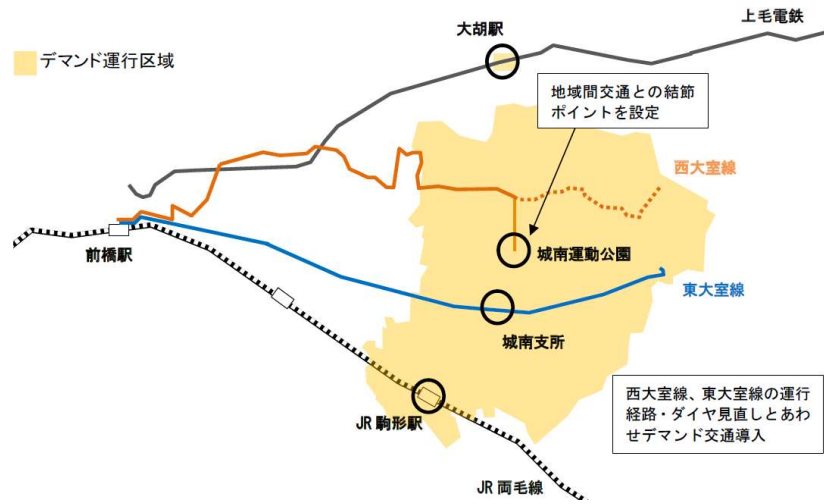 上毛電鉄
大胡駅
デマンド運行区域
地域間交通との結節
ポイントを設定
西大室線
前橋駅
城南運動公園
東大室線
城南支所
西大室線、東大室線の運行
経路・ダイヤ見直しとあわ
せデマンド交通導入
JR 駒形駅
JR 両毛線